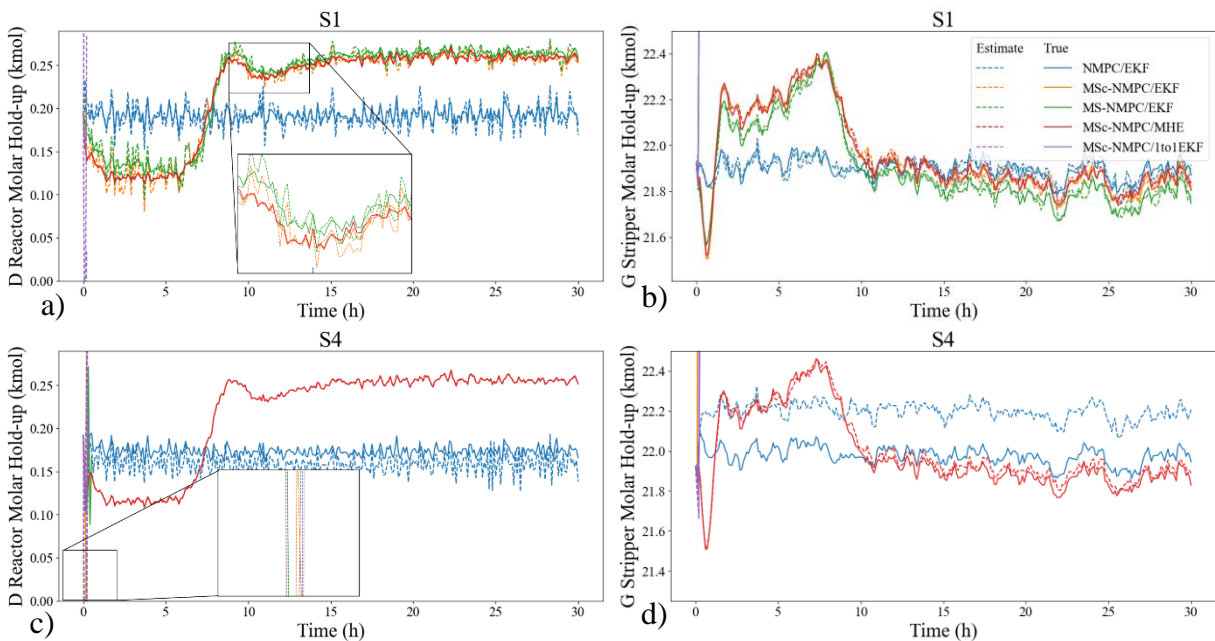 S1
D Reactor Molar Hold-up (kmol)
0.25
0.20
0.15
0.10
0.05
0.00
0 5 10 15 20 25 30
Time (h)
a)
S1
G Stripper Molar Hold-up (kmol)
22.4
22.2
22.0
21.8
21.6
Estimate True
NMPC/EKF
MSc-NMPC/EKF
MS-NMPC/EKF
MSc-NMPC/MHE
MSc-NMPC/1to1EKF
0 5 10 15 20 25 30
Time (h)
b)
S4
D Reactor Molar Hold-up (kmol)
0.25
0.20
0.15
0.10
0.05
0.00
0 5 10 15 20 25 30
Time (h)
c)
S4
G Stripper Molar Hold-up (kmol)
22.4
22.2
22.0
21.8
21.6
21.4
0 5 10 15 20 25 30
Time (h)
d)